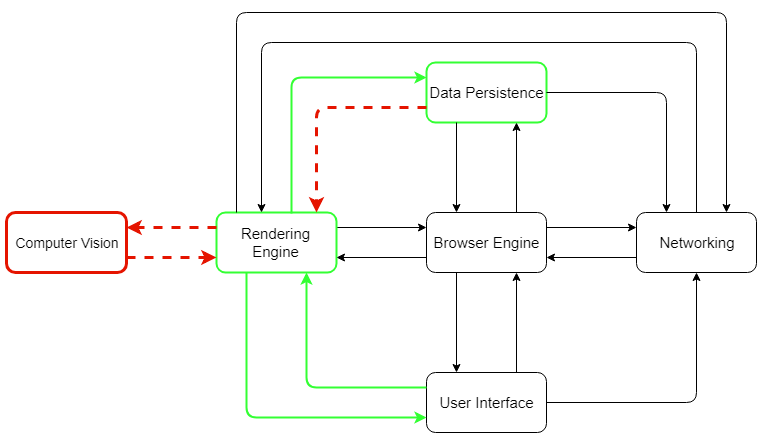 Data Persistence
Computer Vision
Rendering
Engine
Browser Engine
Networking
User Interface